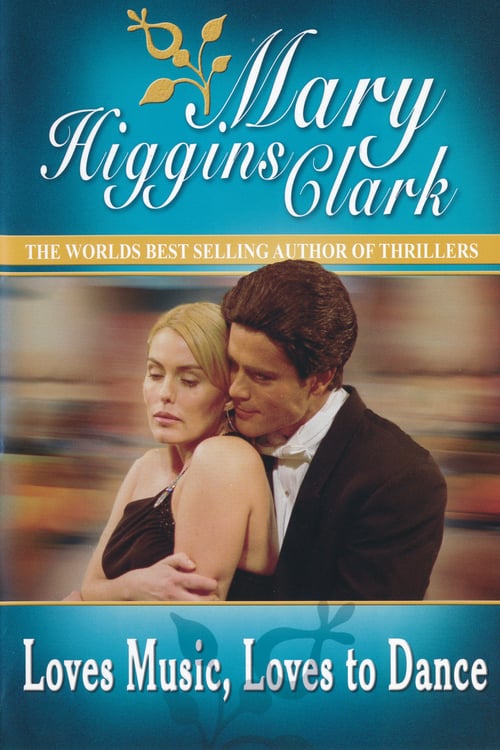 Mary
Higgins
Clark
THE WORLDS BEST SELLING AUTHOR OF THRILLERS
Loves Music, Loves to Dance